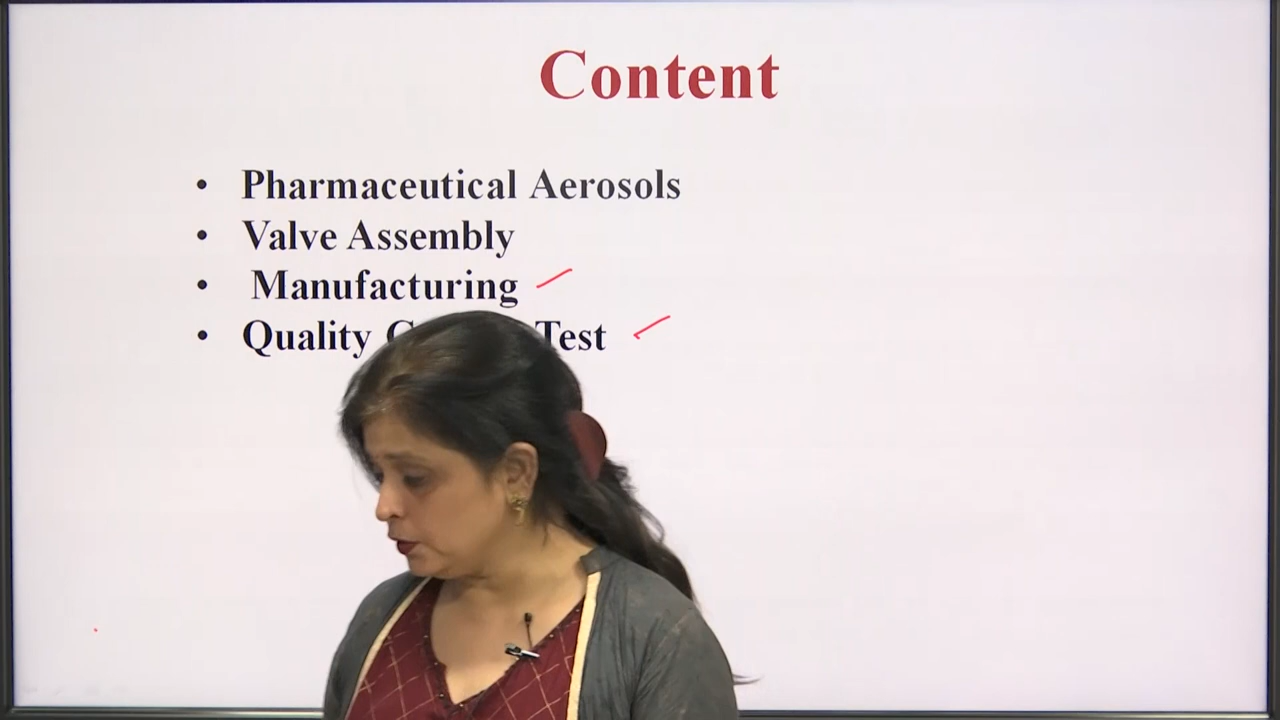 Content
• Pharmaceutical Aerosols
• Valve Assembly
• Manufacturing
• Quality Test